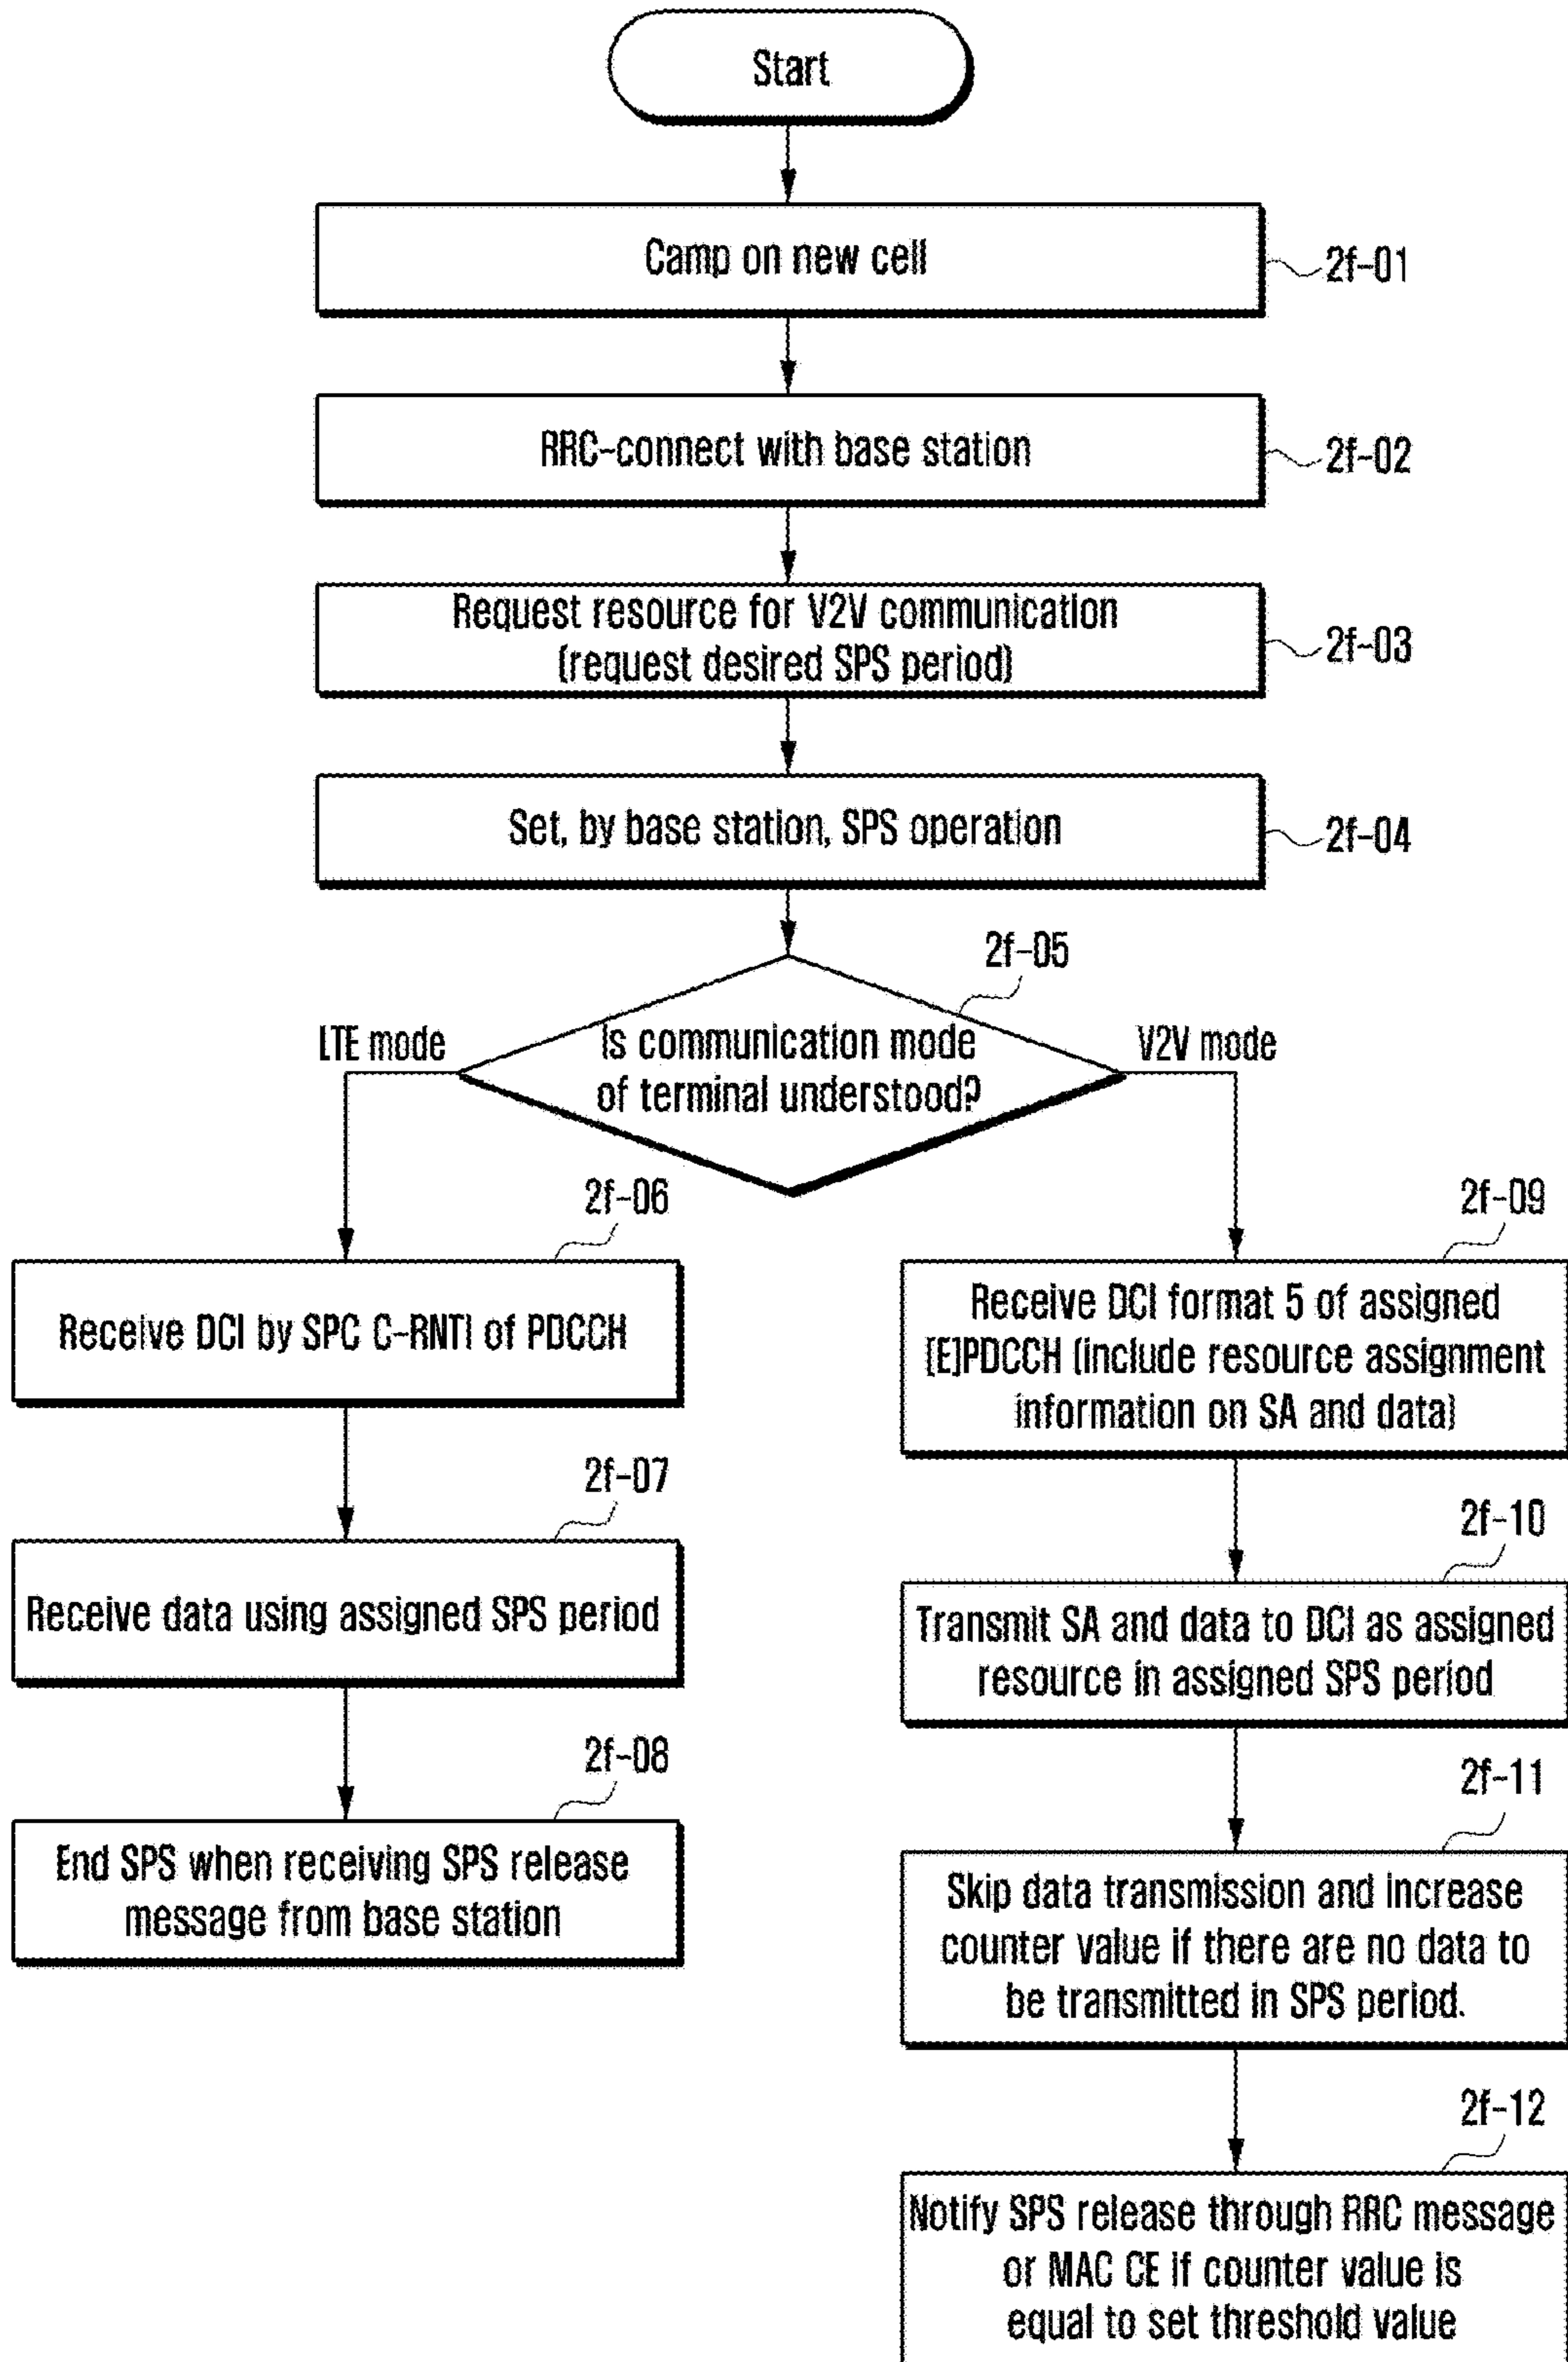 Start
Camp on new cell
2f-01
RRC-connect with base station
2f-02
Request resource for V2V communication
(request desired SPS period)
2f-03
Set, by base station, SPS operation
2f-04
2f-05
LTE mode
Is communication mode
of terminal understood?
V2V mode
2f-06
Receive DCI by SPC C-RNTI of PDCCH
2f-07
Receive data using assigned SPS period
2f-08
End SPS when receiving SPS release
message from base station
2f-09
Receive DCI format 5 of assigned
[E]PDCCH (include resource assignment
information on SA and data)
2f-10
Transmit SA and data to DCI as assigned
resource in assigned SPS period
2f-11
Skip data transmission and increase
counter value if there are no data to
be transmitted in SPS period.
2f-12
Notify SPS release through RRC message
or MAC CE if counter value is
equal to set threshold value